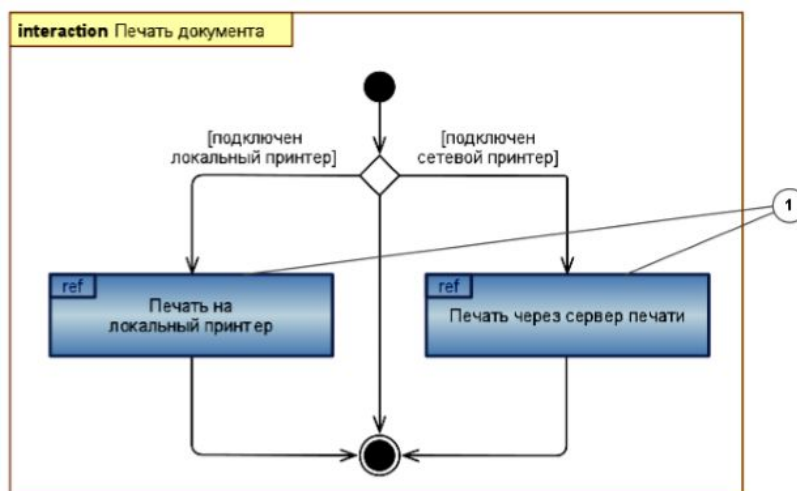 interaction Печать документа
[подключен
локальный принтер]
[подключен
сетевой принтер]
1
ref
Печать на
локальный принтер
ref
Печать через сервер печати